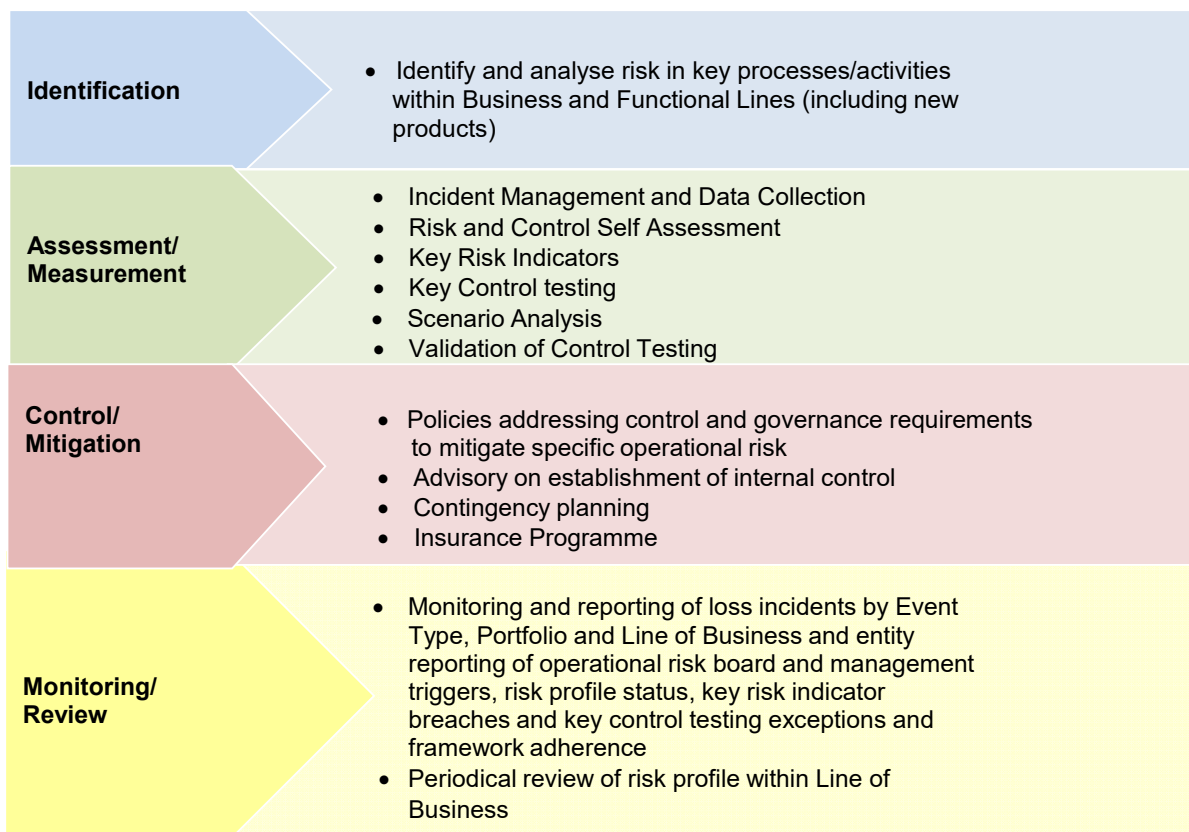 Identification
• Identify and analyse risk in key processes/activities
within Business and Functional Lines (including new
products)
Assessment/
Measurement
• Incident Management and Data Collection
• Risk and Control Self Assessment
• Key Risk Indicators
• Key Control testing
• Scenario Analysis
• Validation of Control Testing
Control/
Mitigation
• Policies addressing control and governance requirements
to mitigate specific operational risk
• Advisory on establishment of internal control
• Contingency planning
• Insurance Programme
Monitoring/
Review
• Monitoring and reporting of loss incidents by Event
Type, Portfolio and Line of Business and entity
reporting of operational risk board and management
triggers, risk profile status, key risk indicator
breaches and key control testing exceptions and
framework adherence
• Periodical review of risk profile within Line of
Business